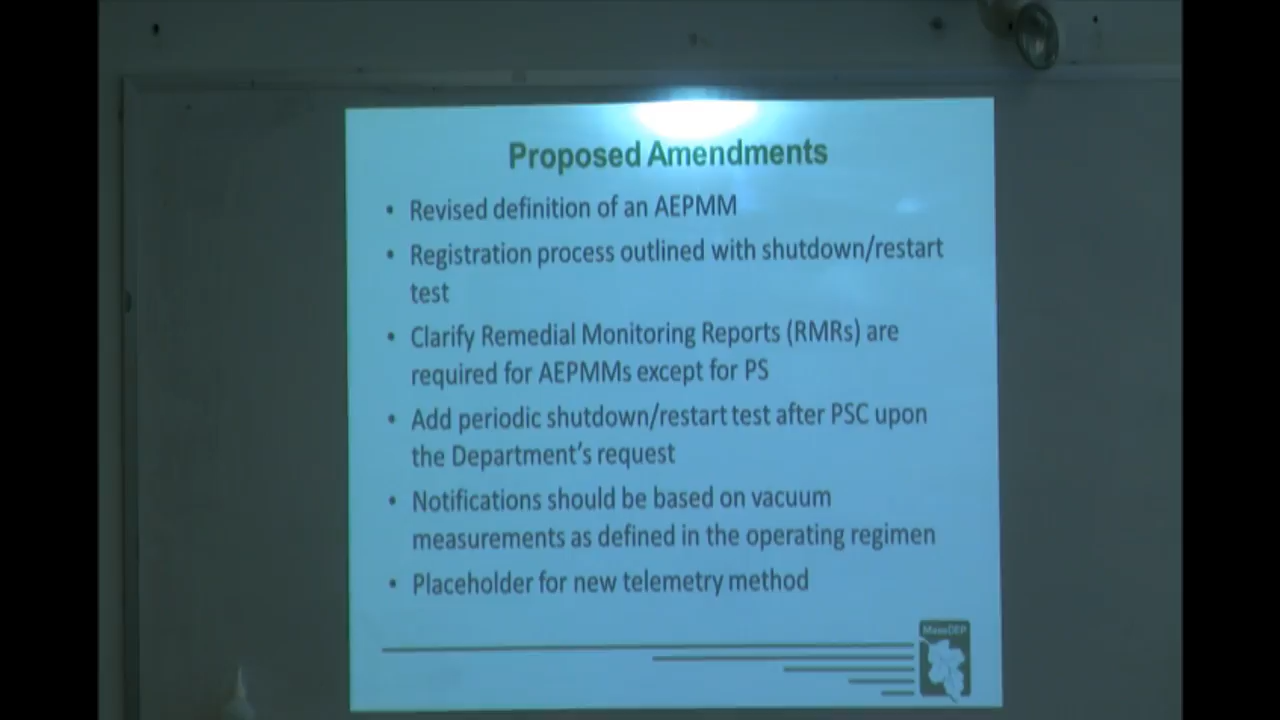 Proposed Amendments
• Revised definition of an AEPMM
• Registration process outlined with shutdown/restart
test
• Clarify Remedial Monitoring Reports (RMRs) are
required for AEPMMs except for PS
• Add periodic shutdown/restart test after PSC upon
the Department's request
• Notifications should be based on vacuum
measurements as defined in the operating regimen
• Placeholder for new telemetry method
MassDEP